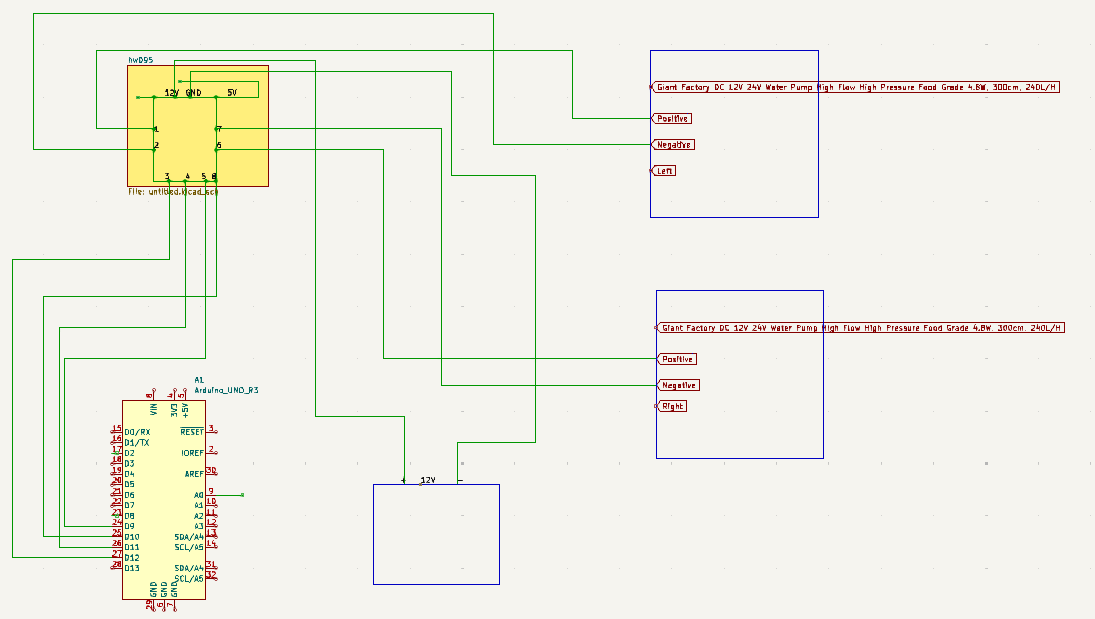 hw095
12V GND 5V
1 7
2 6
3 4 5 8
File: untitled.kicad_sch
Giant Factory DC 12V 24V Water Pump High Flow High Pressure Food Grade 4.8W, 300cm, 240L/H
Positive
Negative
Left
Giant Factory DC 12V 24V Water Pump High Flow High Pressure Food Grade 4.8W, 300cm, 240L/H
Positive
Negative
Right
A1
Arduino_UNO_R3
8 4 5
VIN 3V3 +5V
15 D0/RX RESET 3
16 D1/TX
17 D2 IOREF 2
18 D3
19 D4 AREF 30
20 D5
21 D6 A0 9
22 D7 A1 10
23 D8 A2 11
24 D9 A3 12
25 D10 SDA/A4 13
26 D11 SCL/A5 14
27 D12
28 D13 SDA/A4 31
SCL/A5 32
GND GND GND
29 6 7
+ 12V -